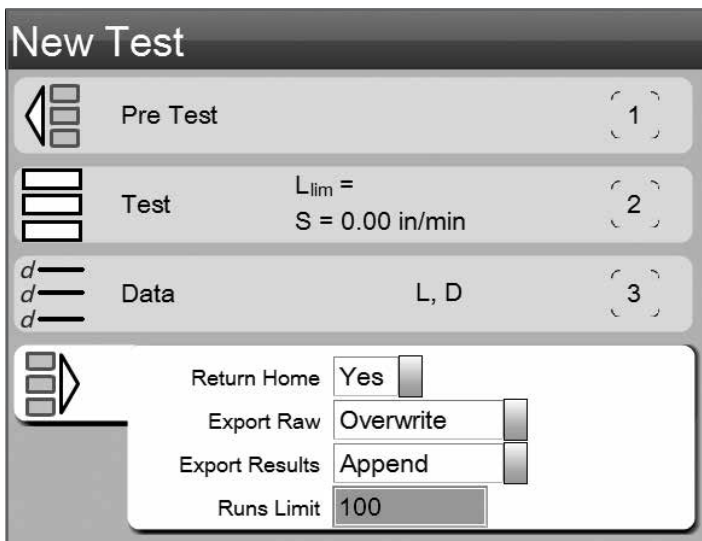 New Test
Pre Test 1
Test L_lim = S = 0.00 in/min 2
d
d
d
Data L, D 3
Return Home Yes
Export Raw Overwrite
Export Results Append
Runs Limit 100